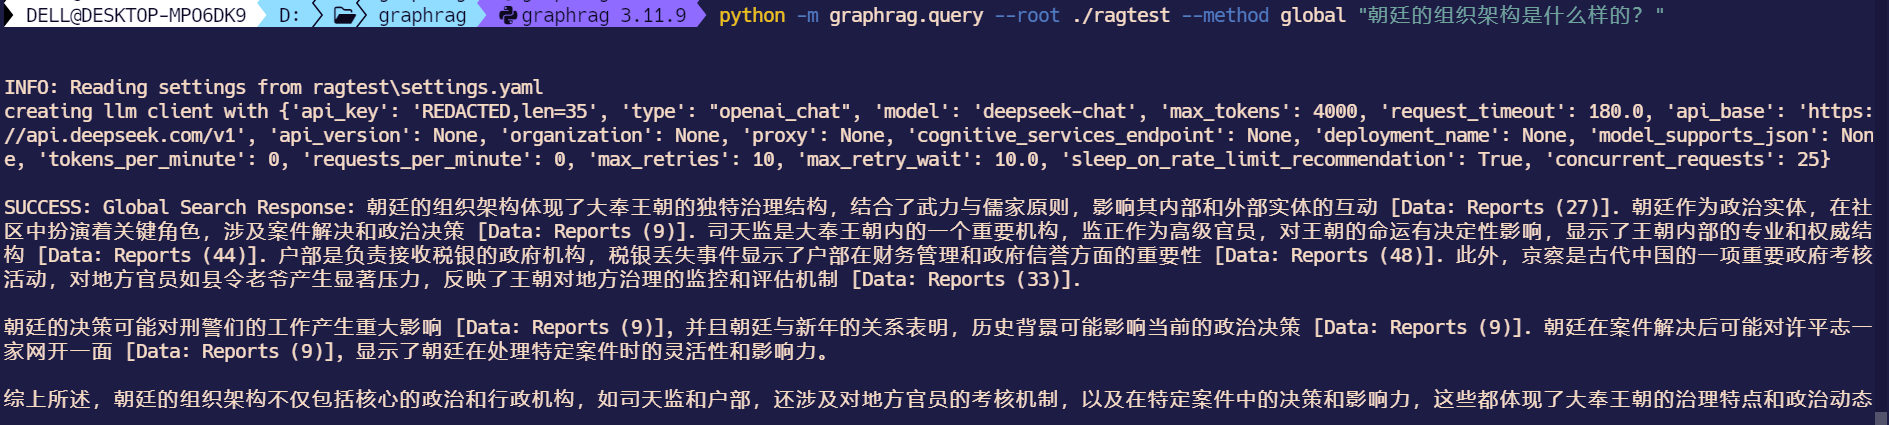 DELL@DESKTOP-MPO6DK9 D: graphrag graphrag 3.11.9 python -m graphrag.query --root ./ragtest --method global "朝廷的组织架构是什么样的？"
INFO: Reading settings from ragtest\settings.yaml
creating llm client with {'api_key': 'REDACTED,len=35', 'type': "openai_chat", 'model': 'deepseek-chat', 'max_tokens': 4000, 'request_timeout': 180.0, 'api_base': 'https:
//api.deepseek.com/v1', 'api_version': None, 'organization': None, 'proxy': None, 'cognitive_services_endpoint': None, 'deployment_name': None, 'model_supports_json': Non
e, 'tokens_per_minute': 0, 'requests_per_minute': 0, 'max_retries': 10, 'max_retry_wait': 10.0, 'sleep_on_rate_limit_recommendation': True, 'concurrent_requests': 25}
SUCCESS: Global Search Response: 朝廷的组织架构体现了大奉王朝的独特治理结构，结合了武力与儒家原则，影响其内部和外部实体的互动 [Data: Reports (27)]. 朝廷作为政治实体，在社
区中扮演着关键角色，涉及案件解决和政治决策 [Data: Reports (9)]. 司天监是大奉王朝内的一个重要机构，监正作为高级官员，对王朝的命运有决定性影响，显示了王朝内部的专业和权威结
构 [Data: Reports (44)]. 户部是负责接收税银的政府机构，税银丢失事件显示了户部在财务管理和政府信誉方面的重要性 [Data: Reports (48)]. 此外，京察是古代中国的一项重要政府考核
活动，对地方官员如县令老爷产生显著压力，反映了王朝对地方治理的监控和评估机制 [Data: Reports (33)].
朝廷的决策可能对刑警们的工作产生重大影响 [Data: Reports (9)], 并且朝廷与新年的关系表明，历史背景可能影响当前的政治决策 [Data: Reports (9)]. 朝廷在案件解决后可能对许平志一
家网开一面 [Data: Reports (9)], 显示了朝廷在处理特定案件时的灵活性和影响力。
综上所述，朝廷的组织架构不仅包括核心的政治和行政机构，如司天监和户部，还涉及对地方官员的考核机制，以及在特定案件中的决策和影响力，这些都体现了大奉王朝的治理特点和政治动态